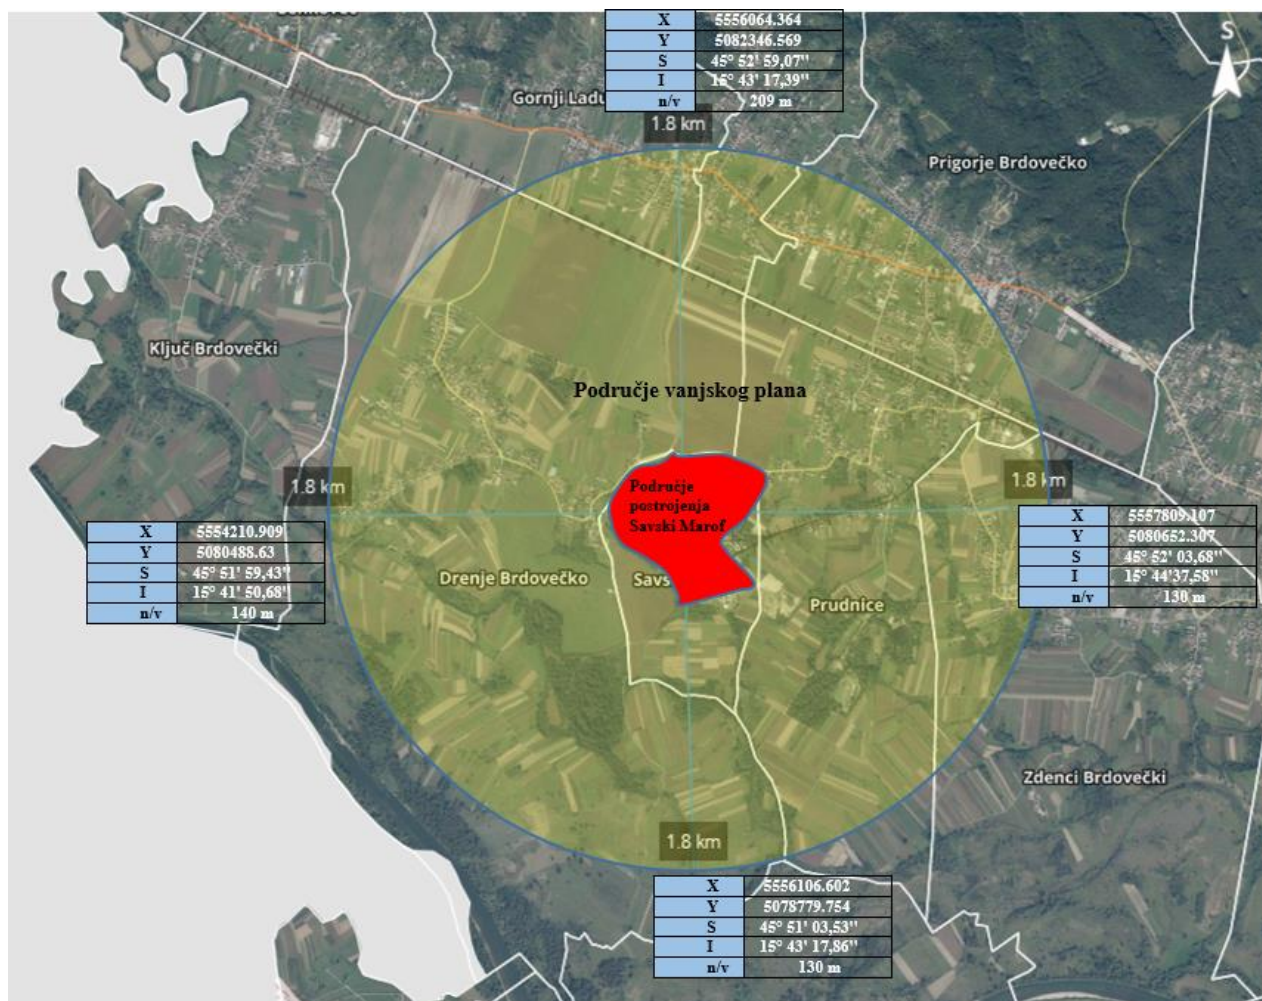 X 5556064.364
Y 5082346.569
S 45° 52' 59,07''
I 15° 43' 17,39''
n/v 209 m
S
Gornji
1.8 km
Prigorje Brdovečko
Ključ Brdovečki
Područje vanjskog plana
1.8 km
Područje
postrojenja
Savski Marof
1.8 km
X 5554210.909
Y 5080488.63
S 45° 51' 59,43''
I 15° 41' 50,68''
n/v 140 m
X 5557809.107
Y 5080652.307
S 45° 52' 03,68''
I 15° 44'37,58''
n/v 130 m
Drenje Brdovečko
Savs
Prudnice
Zdenci Brdovečki
1.8 km
X 5556106.602
Y 5078779.754
S 45° 51' 03,53''
I 15° 43' 17,86''
n/v 130 m